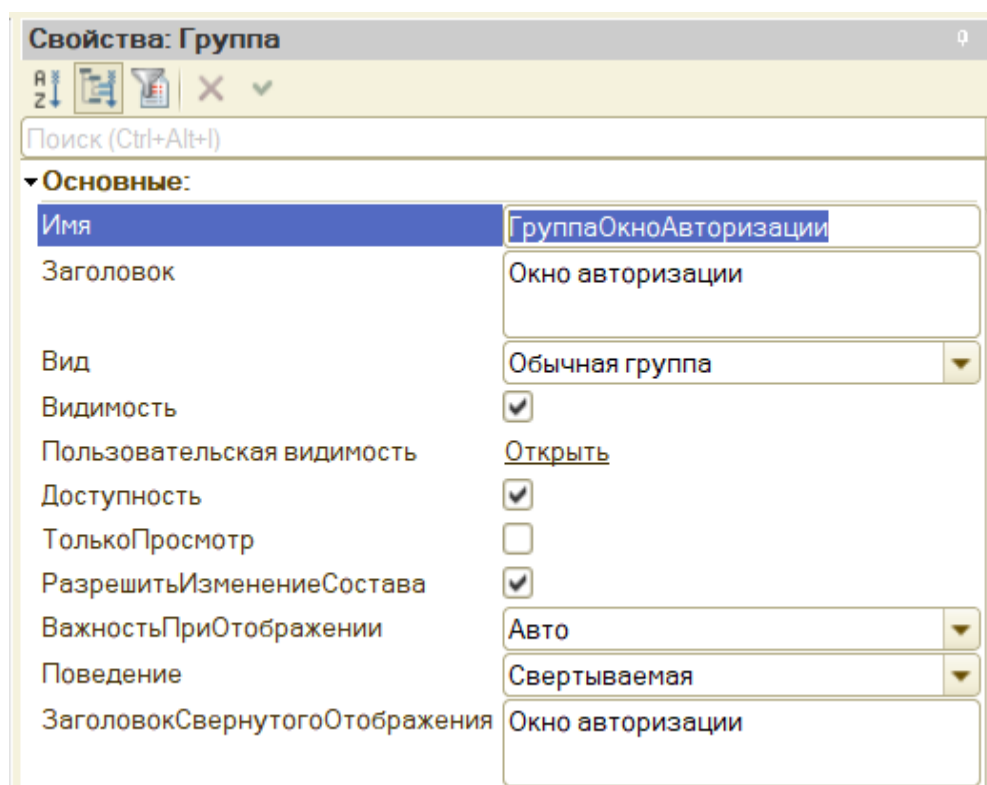 Свойства: Группа
Поиск (Ctrl+Alt+I)
Основные:
Имя ГруппаОкноАвторизации
Заголовок Окно авторизации
Вид Обычная группа
Видимость
Пользовательская видимость Открыть
Доступность
ТолькоПросмотр
РазрешитьИзменениеСостава
ВажностьПриОтображении Авто
Поведение Свертываемая
ЗаголовокСвернутогоОтображения Окно авторизации